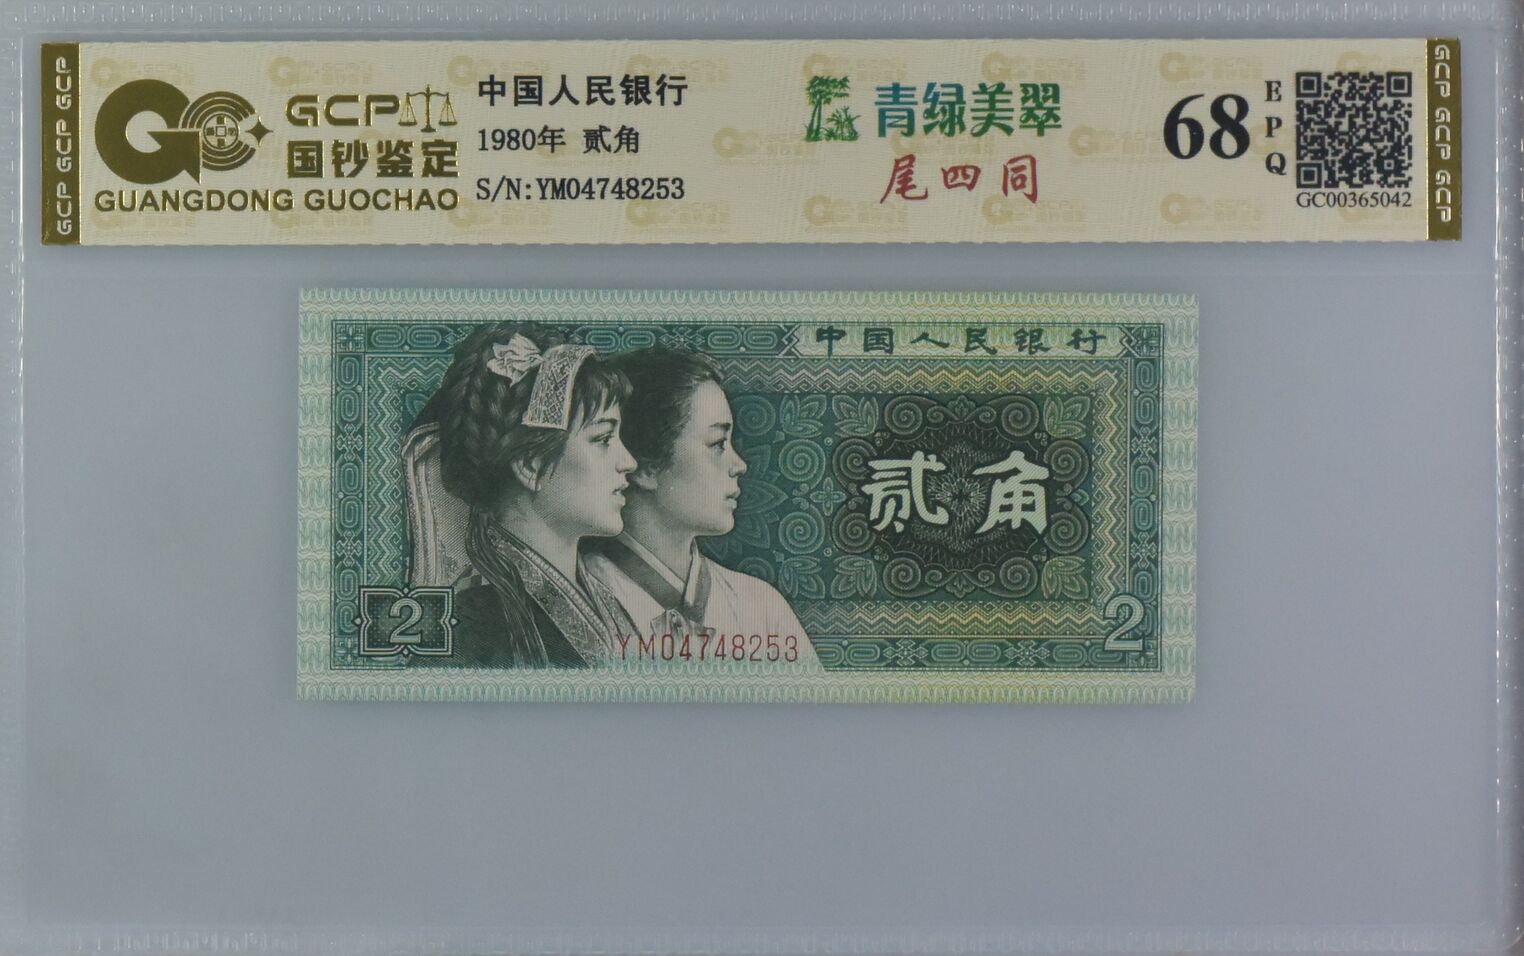 GCP GCP GCP
GCP
国钞鉴定
GUANGDONG GUOCHAO
中国人民银行
1980年 贰角
S/N:YM04748253
青绿美翠
尾四同
68
EPQ
GC00365042
GCP GCP GCP
中国人民银行
贰角
2
YM04748253
2